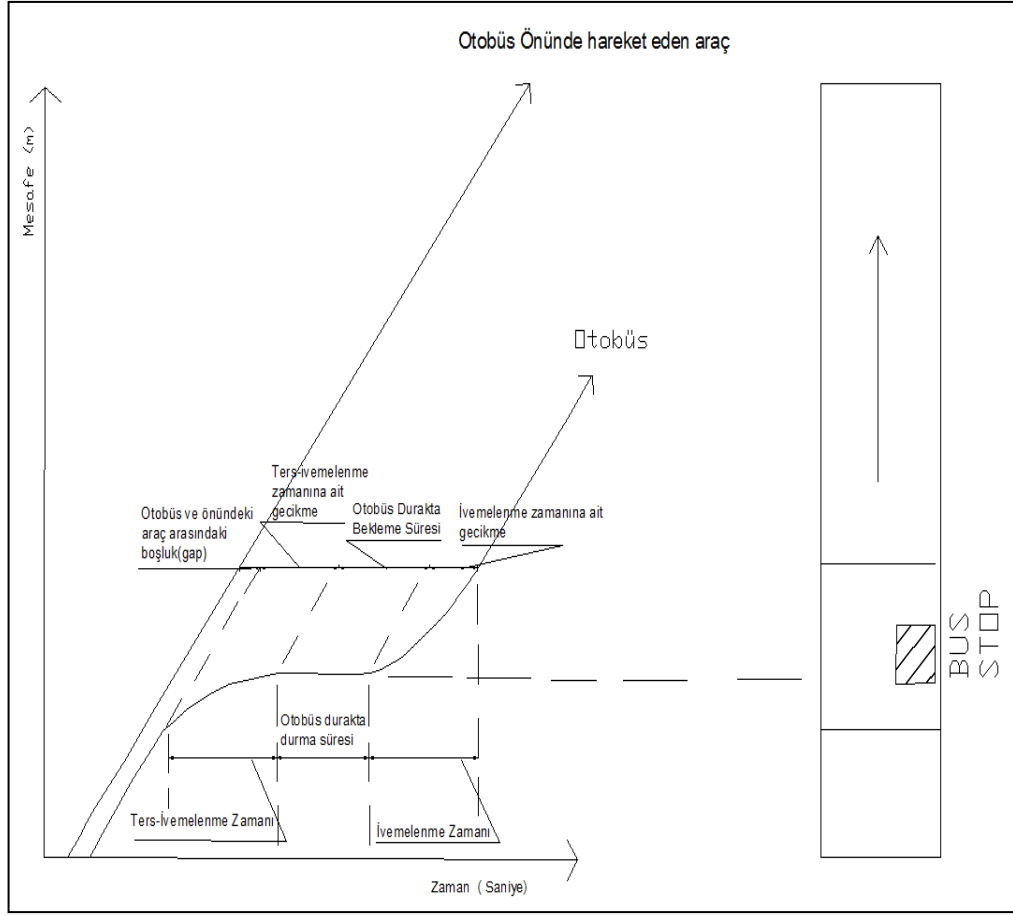 Otobüs Önünde hareket eden araç
Mesafe (m)
Otobüs
Ters-ivemelenme
zamanına ait
gecikme
Otobüs ve önündeki
araç arasındaki
boşluk(gap)
Otobüs Durakta
Bekleme Süresi
İvemelenme zamanına ait
gecikme
BUS
STOP
Otobüs durakta
durma süresi
Ters-İvemelenme Zamanı
İvemelenme Zamanı
Zaman ( Saniye)